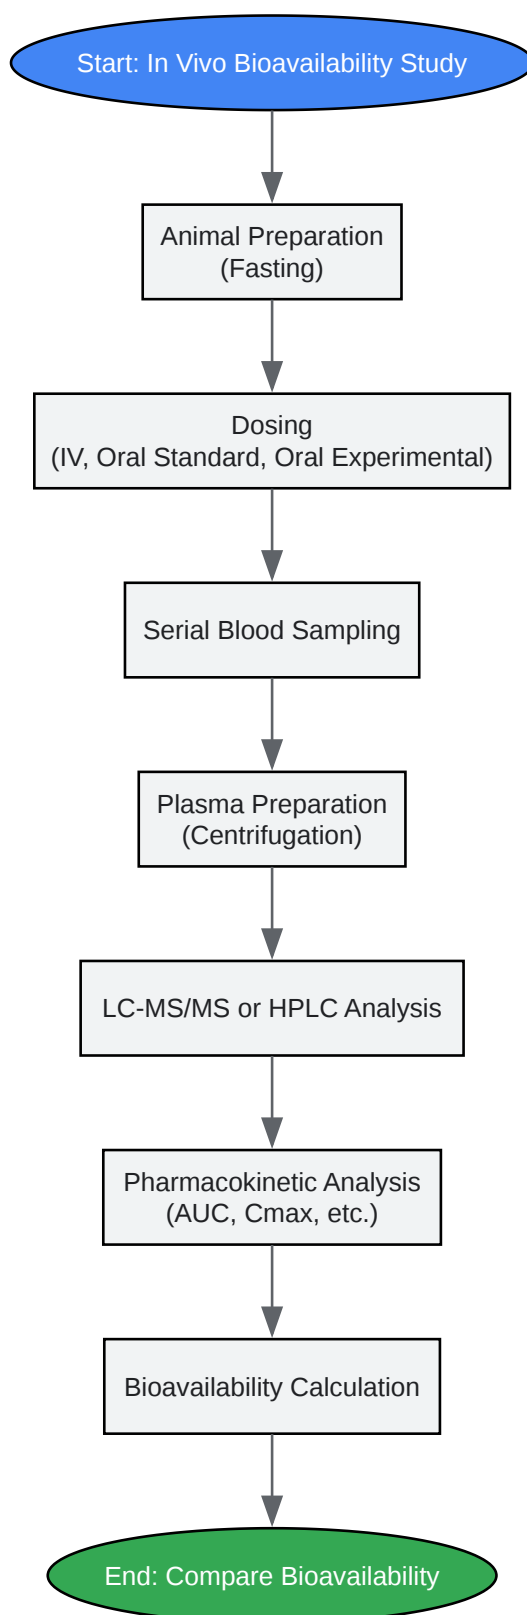 Start: In Vivo Bioavailability Study
Animal Preparation
(Fasting)
Dosing
(IV, Oral Standard, Oral Experimental)
Serial Blood Sampling
Plasma Preparation
(Centrifugation)
LC-MS/MS or HPLC Analysis
Pharmacokinetic Analysis
(AUC, Cmax, etc.)
Bioavailability Calculation
End: Compare Bioavailability